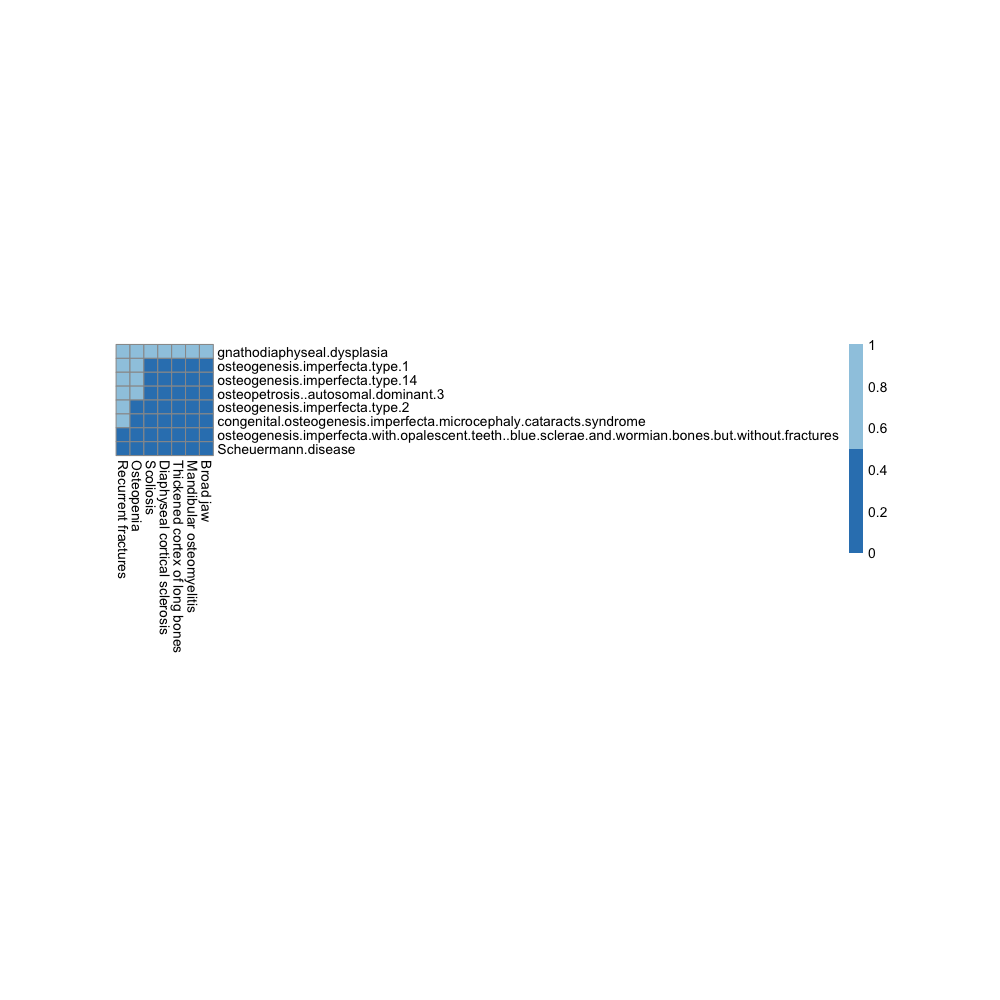 gnathodiaphyseal.dysplasia
osteogenesis.imperfecta.type.1
osteogenesis.imperfecta.type.14
osteopetrosis..autosomal.dominant.3
osteogenesis.imperfecta.type.2
congenital.osteogenesis.imperfecta.microcephaly.cataracts.syndrome
osteogenesis.imperfecta.with.opalescent.teeth..blue.sclerae.and.wormian.bones.but.without.fractures
Scheuermann.disease
Recurrent fractures
Osteopenia
Scoliosis
Diaphyseal cortical sclerosis
Thickened cortex of long bones
Mandibular osteomyelitis
Broad jaw
1
0.8
0.6
0.4
0.2
0